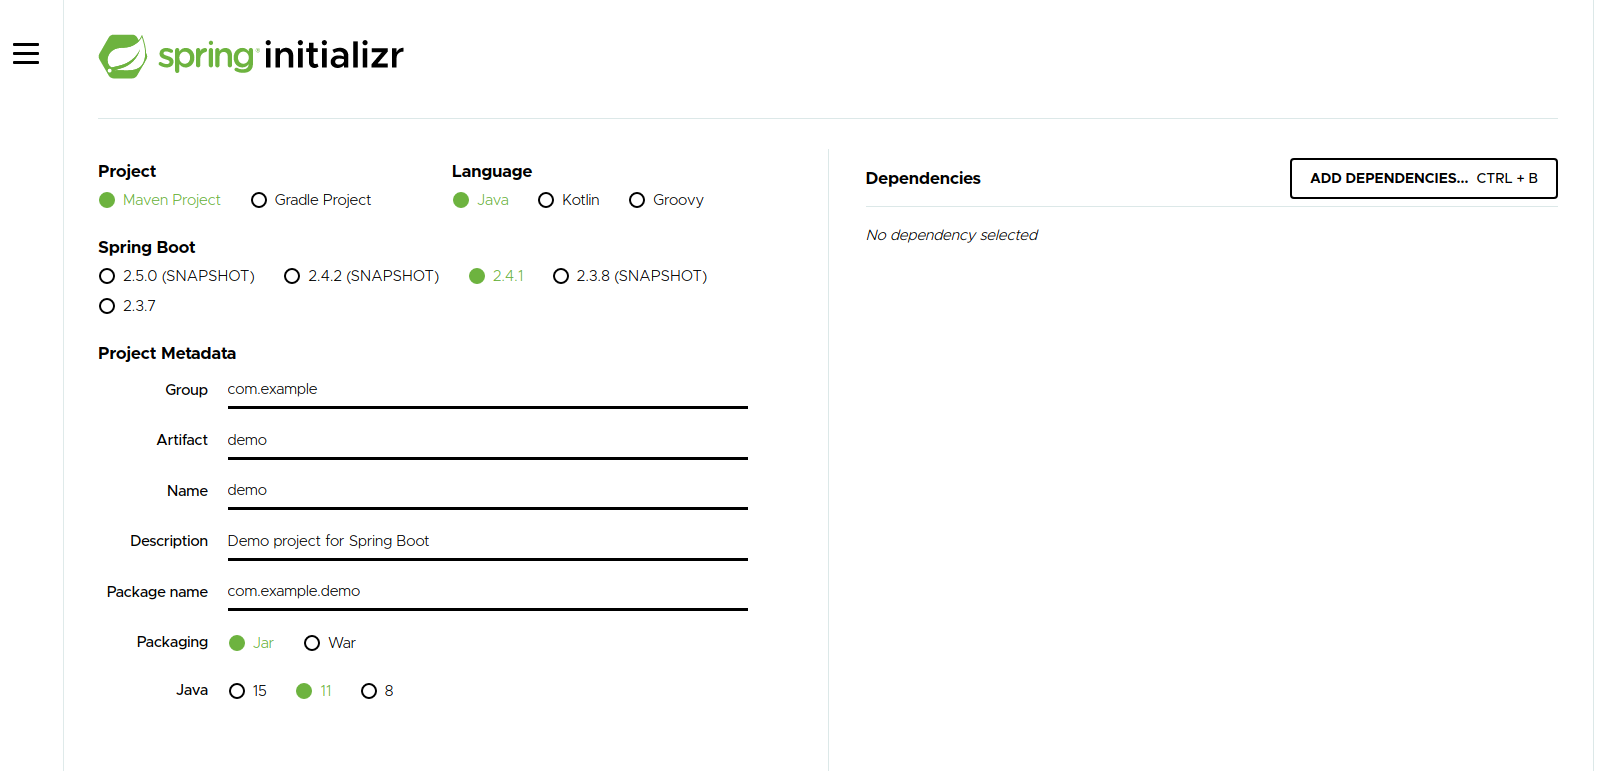 spring initializr
Project
Maven Project Gradle Project
Language
Java Kotlin Groovy
Spring Boot
2.5.0 (SNAPSHOT) 2.4.2 (SNAPSHOT) 2.4.1 2.3.8 (SNAPSHOT)
2.3.7
Project Metadata
Group com.example
Artifact demo
Name demo
Description Demo project for Spring Boot
Package name com.example.demo
Packaging Jar War
Java 15 11 8
Dependencies
ADD DEPENDENCIES... CTRL + B
No dependency selected